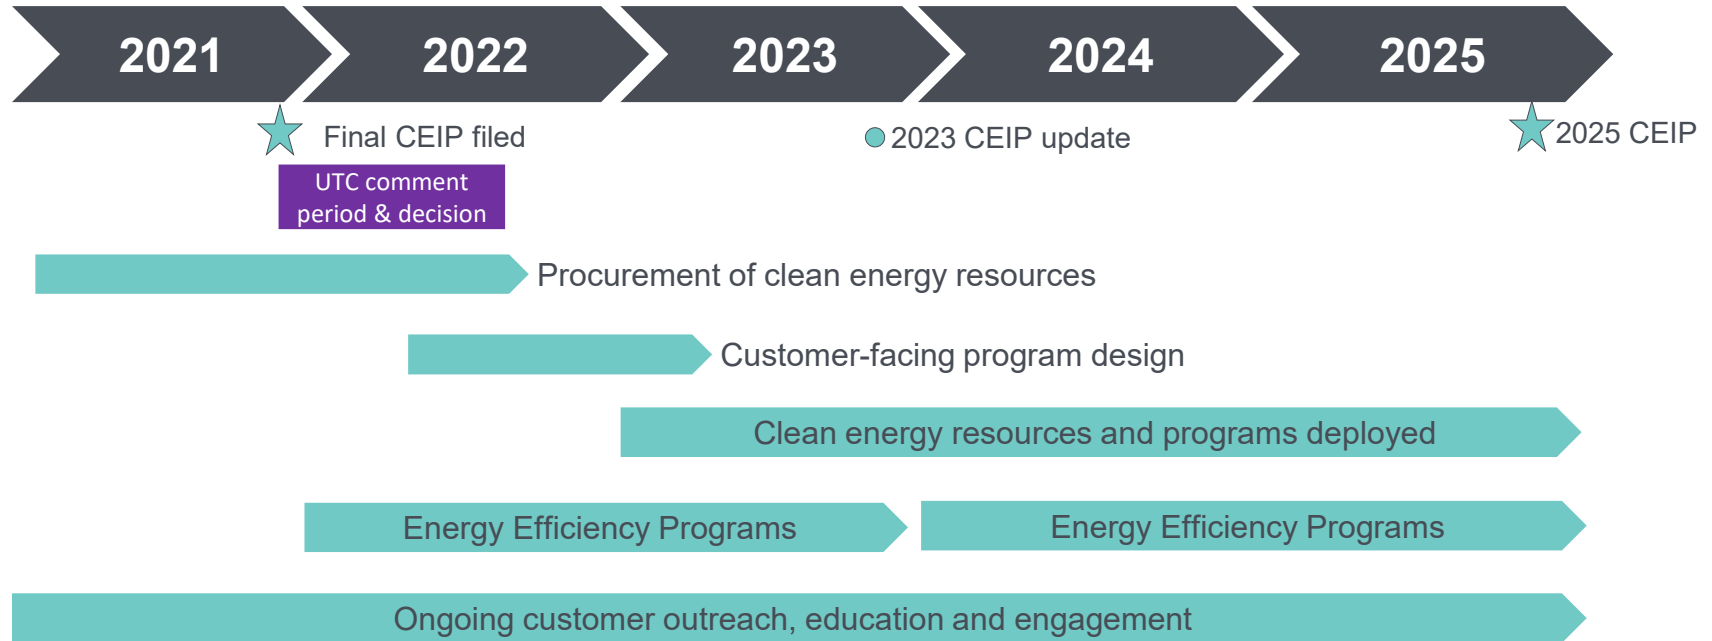 2021
2022
2023
2024
2025
Final CEIP filed
2023 CEIP update
2025 CEIP
UTC comment
period & decision
Procurement of clean energy resources
Customer-facing program design
Clean energy resources and programs deployed
Energy Efficiency Programs
Energy Efficiency Programs
Ongoing customer outreach, education and engagement